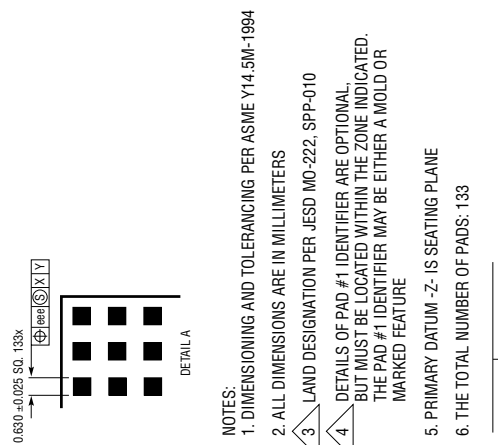 0.630 ±0.025 SQ. 133x
⌖ eee Ⓢ X Y
DETAIL A
NOTES:
1. DIMENSIONING AND TOLERANCING PER ASME Y14.5M-1994
2. ALL DIMENSIONS ARE IN MILLIMETERS
3 LAND DESIGNATION PER JESD MO-222, SPP-010
4 DETAILS OF PAD #1 IDENTIFIER ARE OPTIONAL,
BUT MUST BE LOCATED WITHIN THE ZONE INDICATED.
THE PAD #1 IDENTIFIER MAY BE EITHER A MOLD OR
MARKED FEATURE
5. PRIMARY DATUM -Z- IS SEATING PLANE
6. THE TOTAL NUMBER OF PADS: 133